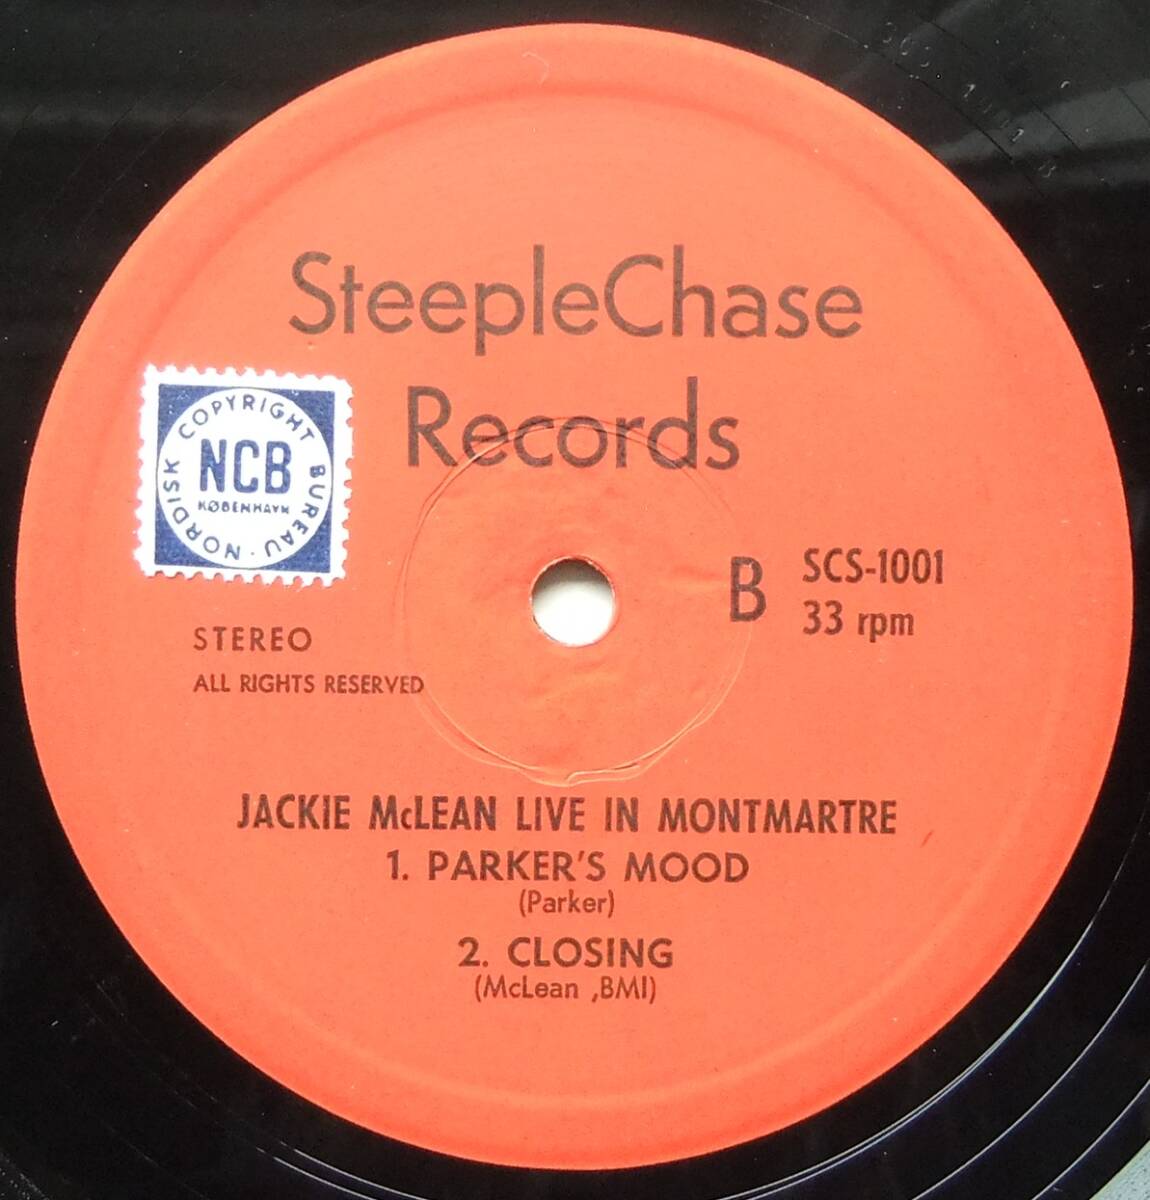 SteepleChase
Records
COPYRIGHT BUREAU · NORDISK
NCB
KØBENHAVN
B
SCS-1001
33 rpm
STEREO
ALL RIGHTS RESERVED
JACKIE McLEAN LIVE IN MONTMARTRE
1. PARKER'S MOOD
(Parker)
2. CLOSING
(McLean ,BMI)